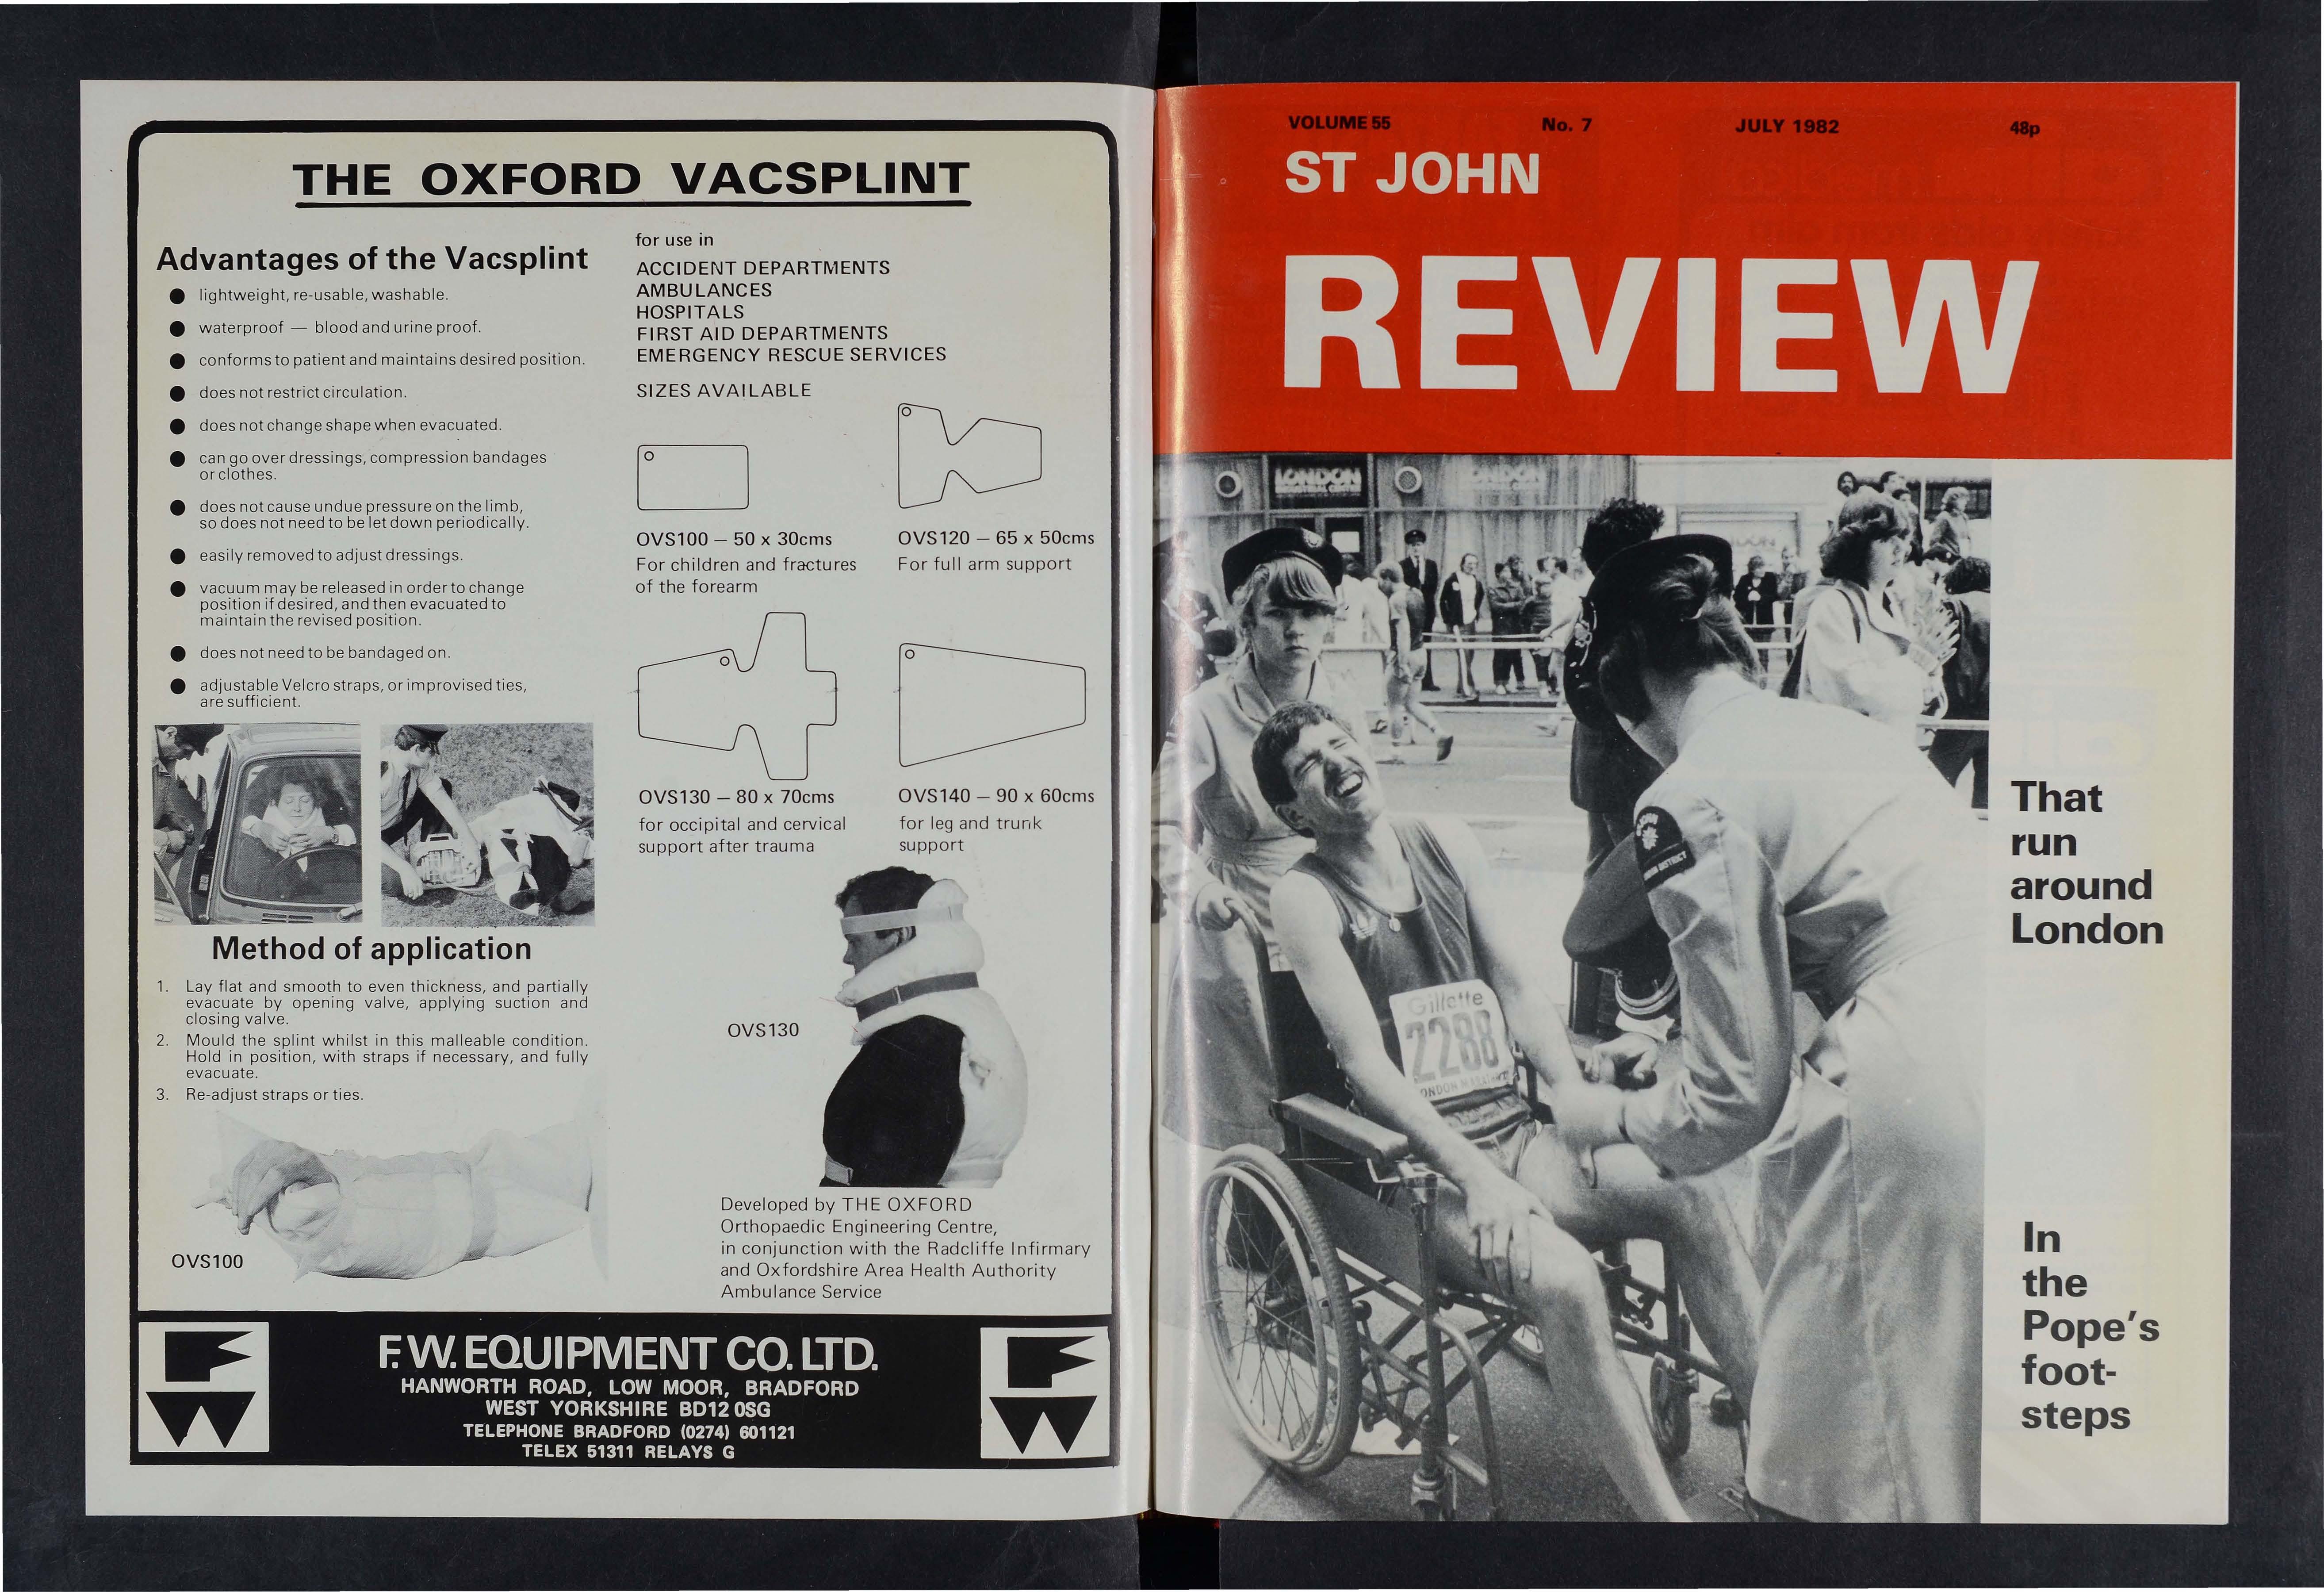 THE OXFORD VACSPLINT
Advantages of the Vacsplint
lightweight, re-usable, washable.
waterproof — blood and urine proof.
conforms to patient and maintains desired position.
does not restrict circulation.
does not change shape when evacuated.
can go over dressings, compression bandages
or clothes.
does not cause undue pressure on the limb,
so does not need to be let down periodically.
easily removed to adjust dressings.
vacuum may be released in order to change
position if desired, and then evacuated to
maintain the revised position.
does not need to be bandaged on.
adjustable Velcro straps, or improvised ties,
are sufficient.
Method of application
1. Lay flat and smooth to even thickness, and partially
evacuate by opening valve, applying suction and
closing valve.
2. Mould the splint whilst in this malleable condition.
Hold in position, with straps if necessary, and fully
evacuate.
3. Re-adjust straps or ties.
OVS100
for use in
ACCIDENT DEPARTMENTS
AMBULANCES
HOSPITALS
FIRST AID DEPARTMENTS
EMERGENCY RESCUE SERVICES
SIZES AVAILABLE
OVS100 — 50 x 30cms
For children and fractures
of the forearm
OVS120 — 65 x 50cms
For full arm support
OVS130 — 80 x 70cms
for occipital and cervical
support after trauma
OVS140 — 90 x 60cms
for leg and trunk
support
OVS130
Developed by THE OXFORD
Orthopaedic Engineering Centre,
in conjunction with the Radcliffe Infirmary
and Oxfordshire Area Health Authority
Ambulance Service
F.W. EQUIPMENT CO. LTD.
HANWORTH ROAD, LOW MOOR, BRADFORD
WEST YORKSHIRE BD12 0SG
TELEPHONE BRADFORD (0274) 601121
TELEX 51311 RELAYS G
VOLUME 55 No. 7 JULY 1982 48p
ST JOHN
REVIEW
LONDON
LONDON
Gillette
2288
LONDON MARATHON
That
run
around
London
In
the
Pope's
foot-
steps